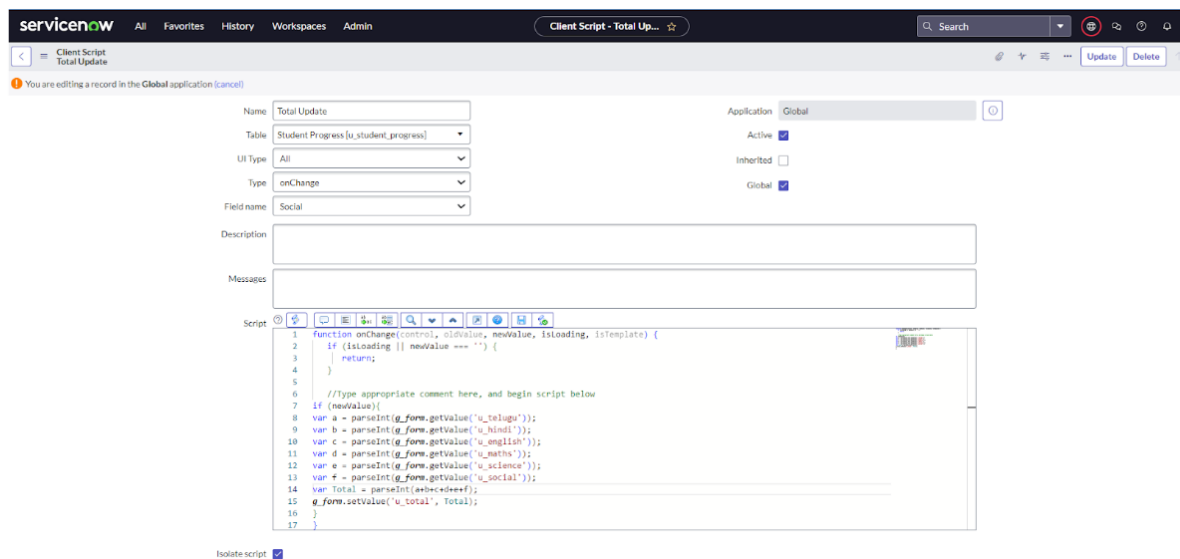 servicenow All Favorites History Workspaces Admin Client Script - Total Up... Search
Client Script
Total Update
Update Delete
You are editing a record in the Global application (cancel)
Name Total Update Application Global
Table Student Progress [u_student_progress] Active
UI Type All Inherited
Type onChange Global
Field name Social
Description
Messages
Script
1 function onChange(control, oldValue, newValue, isLoading, isTemplate) {
2 if (isLoading || newValue === '') {
3 return;
4 }
5
6 //Type appropriate comment here, and begin script below
7 if (newValue){
8 var a = parseInt(g_form.getValue('u_telugu'));
9 var b = parseInt(g_form.getValue('u_hindi'));
10 var c = parseInt(g_form.getValue('u_english'));
11 var d = parseInt(g_form.getValue('u_maths'));
12 var e = parseInt(g_form.getValue('u_science'));
13 var f = parseInt(g_form.getValue('u_social'));
14 var Total = parseInt(a+b+c+d+e+f);
15 g_form.setValue('u_total', Total);
16 }
17 }
Isolate script